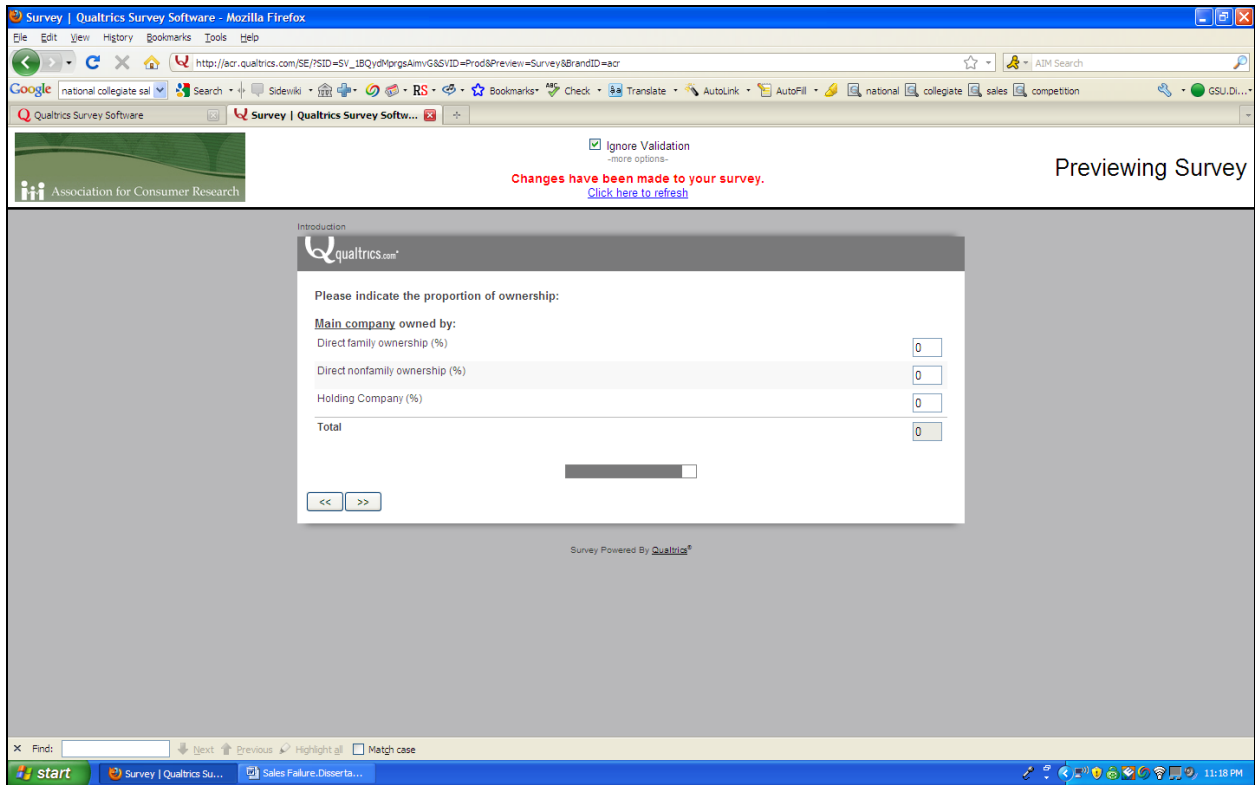 Survey | Qualtrics Survey Software - Mozilla Firefox
File Edit View History Bookmarks Tools Help
http://acr.qualtrics.com/SE/?SID=SV_1BQydMprgsAimvG&SVID=Prod&Preview=Survey&BrandID=acr AIM Search
Google national collegiate sal Search Sidewiki RS Bookmarks ABC Check Translate AutoLink AutoFill national collegiate sales competition GSU.Di...
Qualtrics Survey Software Survey | Qualtrics Survey Softw...
Ignore Validation
-more options-
Changes have been made to your survey.
Click here to refresh
Previewing Survey
Association for Consumer Research
Introduction
qualtrics.com
Please indicate the proportion of ownership:
Main company owned by:
Direct family ownership (%) 0
Direct nonfamily ownership (%) 0
Holding Company (%) 0
Total 0
<< >>
Survey Powered By Qualtrics®
× Find: Next Previous Highlight all Match case
start Survey | Qualtrics Su... Sales Failure.Disserta... 11:18 PM